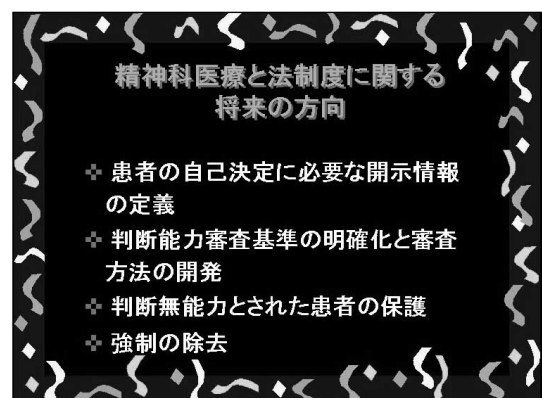 精神科医療と法制度に関する
将来の方向
患者の自己決定に必要な開示情報
の定義
判断能力審査基準の明確化と審査
方法の開発
判断無能力とされた患者の保護
強制の除去